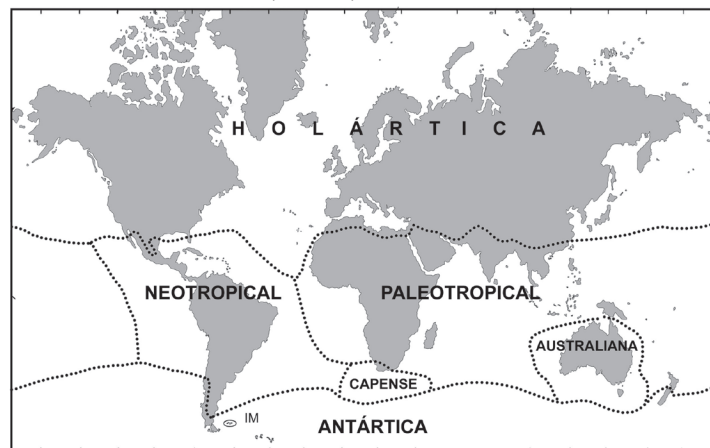 H O L Á R T I C A
NEOTROPICAL
PALEOTROPICAL
AUSTRALIANA
CAPENSE
IM
ANTÁRTICA